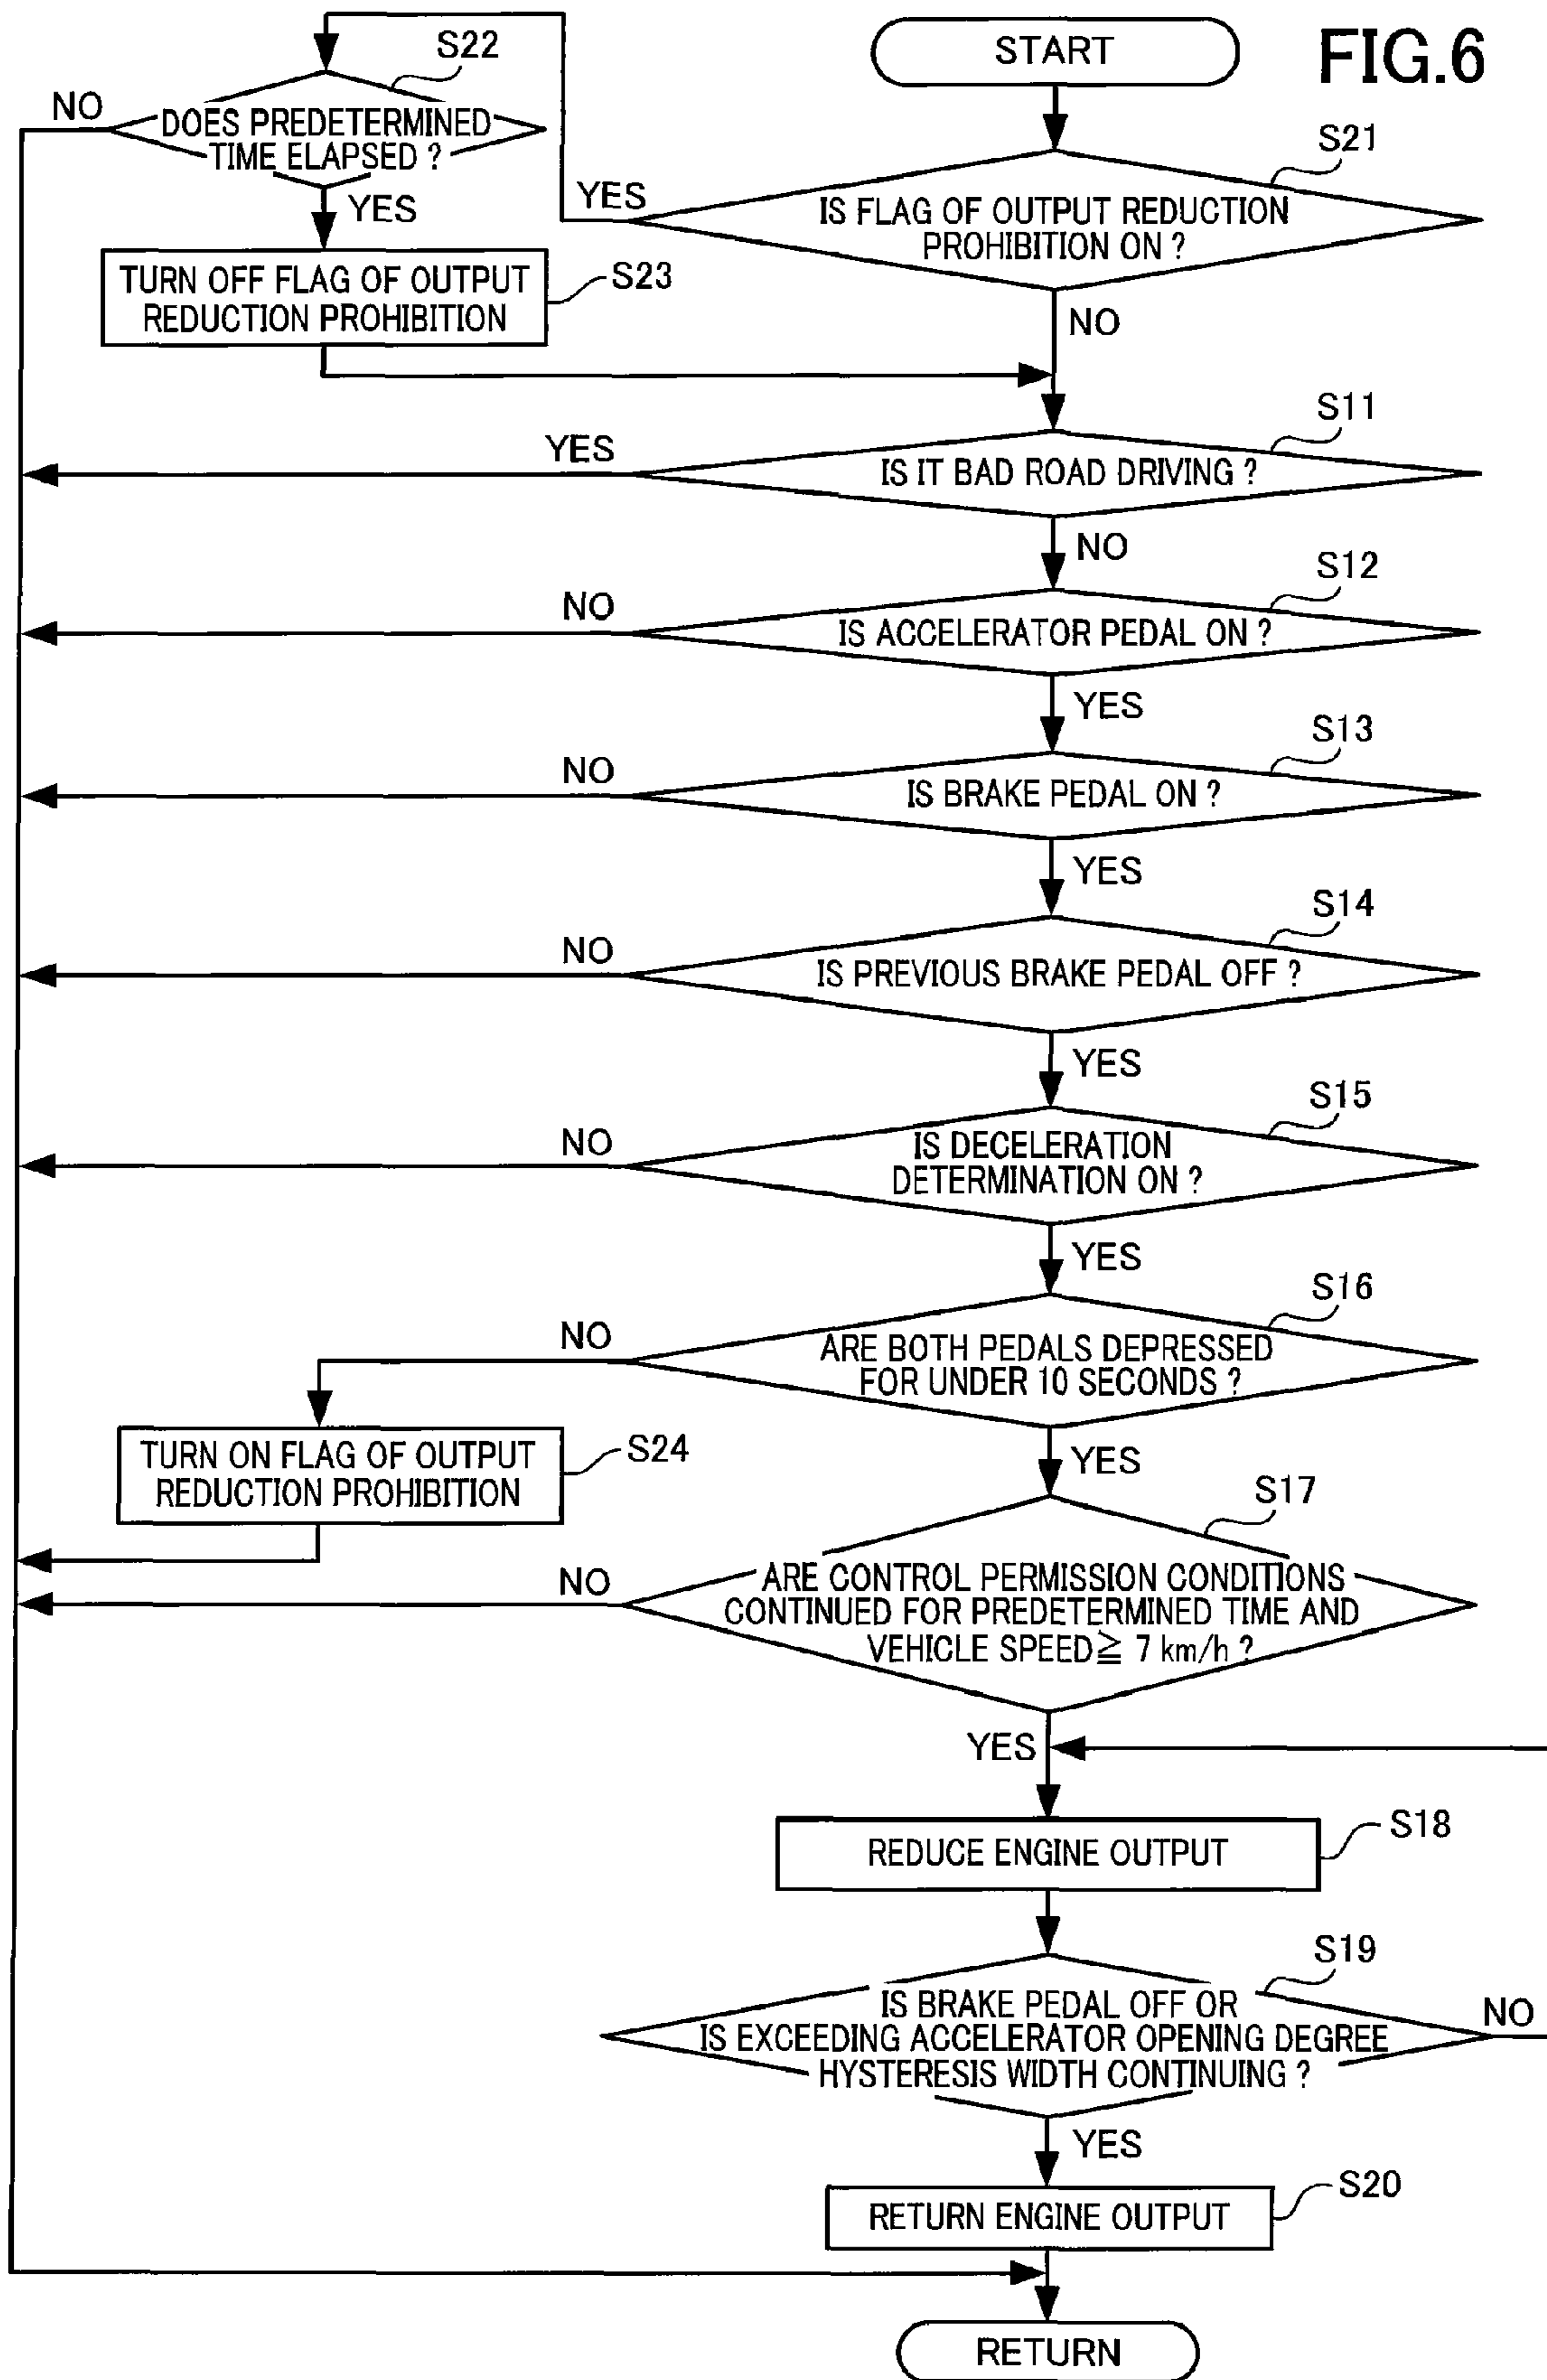 FIG.6
START
S21
IS FLAG OF OUTPUT REDUCTION
PROHIBITION ON ?
YES
NO
S22
DOES PREDETERMINED
TIME ELAPSED ?
NO
YES
TURN OFF FLAG OF OUTPUT
REDUCTION PROHIBITION
S23
S11
IS IT BAD ROAD DRIVING ?
YES
NO
S12
IS ACCELERATOR PEDAL ON ?
NO
YES
S13
IS BRAKE PEDAL ON ?
NO
YES
S14
IS PREVIOUS BRAKE PEDAL OFF ?
NO
YES
S15
IS DECELERATION
DETERMINATION ON ?
NO
YES
S16
ARE BOTH PEDALS DEPRESSED
FOR UNDER 10 SECONDS ?
NO
YES
TURN ON FLAG OF OUTPUT
REDUCTION PROHIBITION
S24
S17
ARE CONTROL PERMISSION CONDITIONS
CONTINUED FOR PREDETERMINED TIME AND
VEHICLE SPEED≧ 7 km/h ?
NO
YES
REDUCE ENGINE OUTPUT
S18
S19
IS BRAKE PEDAL OFF OR
IS EXCEEDING ACCELERATOR OPENING DEGREE
HYSTERESIS WIDTH CONTINUING ?
NO
YES
RETURN ENGINE OUTPUT
S20
RETURN